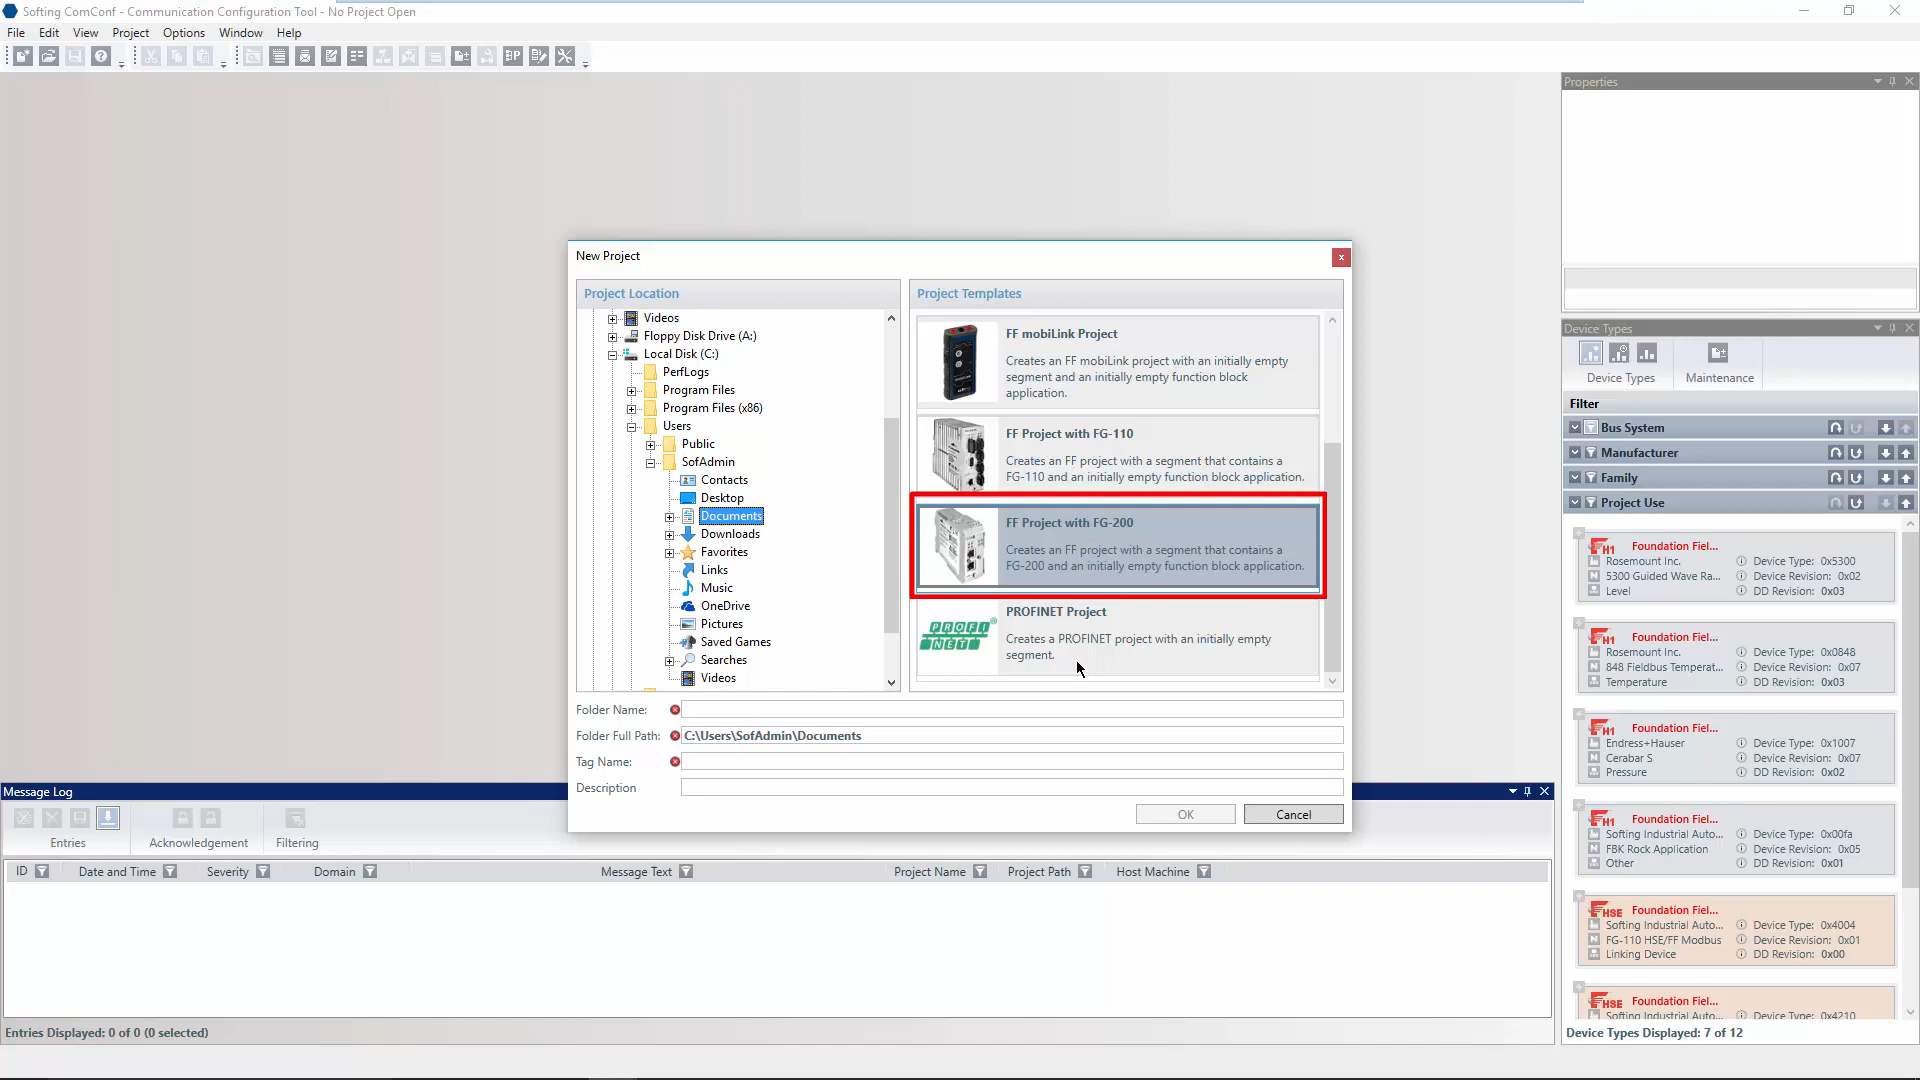 Softing ComConf - Communication Configuration Tool - No Project Open
File Edit View Project Options Window Help
Properties
New Project
Project Location
Videos
Floppy Disk Drive (A:)
Local Disk (C:)
PerfLogs
Program Files
Program Files (x86)
Users
Public
SofAdmin
Contacts
Desktop
Documents
Downloads
Favorites
Links
Music
OneDrive
Pictures
Saved Games
Searches
Videos
Project Templates
FF mobiLink Project
Creates an FF mobiLink project with an initially empty
segment and an initially empty function block
application.
FF Project with FG-110
Creates an FF project with a segment that contains a
FG-110 and an initially empty function block application.
FF Project with FG-200
Creates an FF project with a segment that contains a
FG-200 and an initially empty function block application.
PROFI
NET
PROFINET Project
Creates a PROFINET project with an initially empty
segment.
Folder Name:
Folder Full Path: C:\Users\SofAdmin\Documents
Tag Name:
Description
OK Cancel
Device Types
Device Types Maintenance
Filter
Bus System
Manufacturer
Family
Project Use
H1 Foundation Fiel...
Rosemount Inc. Device Type: 0x5300
5300 Guided Wave Ra... Device Revision: 0x02
Level DD Revision: 0x03
H1 Foundation Fiel...
Rosemount Inc. Device Type: 0x0848
848 Fieldbus Temperat... Device Revision: 0x07
Temperature DD Revision: 0x03
H1 Foundation Fiel...
Endress+Hauser Device Type: 0x1007
Cerabar S Device Revision: 0x07
Pressure DD Revision: 0x02
H1 Foundation Fiel...
Softing Industrial Auto... Device Type: 0x00fa
FBK Rock Application Device Revision: 0x05
Other DD Revision: 0x01
HSE Foundation Fiel...
Softing Industrial Auto... Device Type: 0x4004
FG-110 HSE/FF Modbus Device Revision: 0x01
Linking Device DD Revision: 0x00
HSE Foundation Fiel...
Softing Industrial Auto... Device Type: 0x4210
Device Types Displayed: 7 of 12
Message Log
Entries Acknowledgement Filtering
ID Date and Time Severity Domain Message Text Project Name Project Path Host Machine
Entries Displayed: 0 of 0 (0 selected)